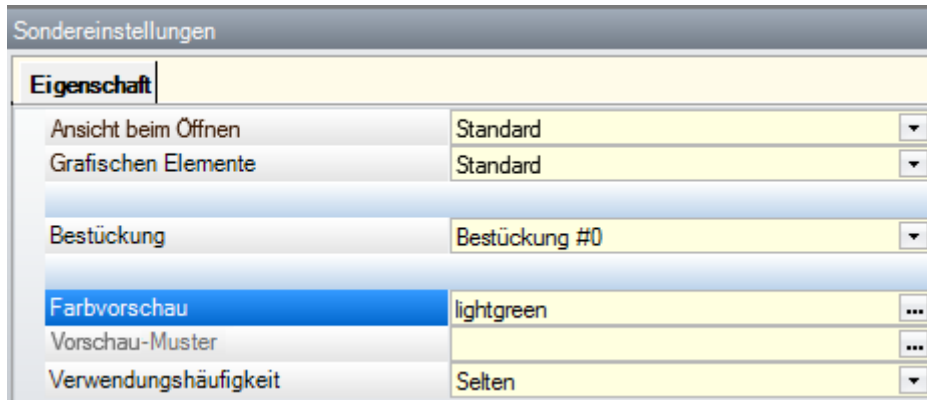 Sondereinstellungen
Eigenschaft
Ansicht beim Öffnen Standard
Grafischen Elemente Standard
Bestückung Bestückung #0
Farbvorschau lightgreen ...
Vorschau-Muster ...
Verwendungshäufigkeit Selten